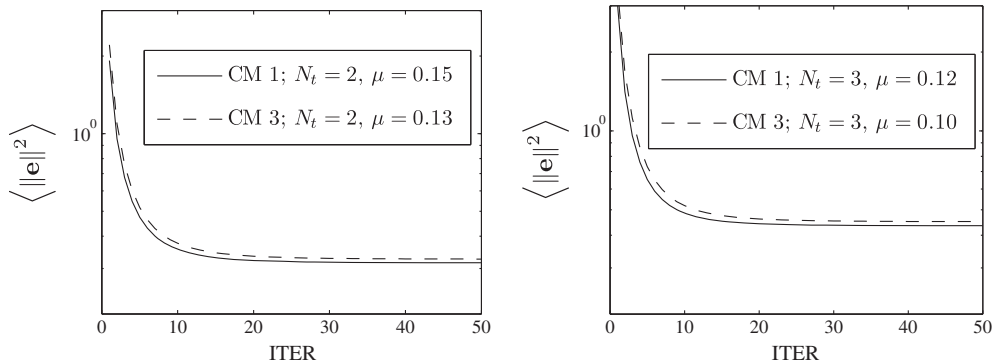 CM 1; N_t = 2, μ = 0.15
CM 3; N_t = 2, μ = 0.13
10^0
⟨‖e‖^2⟩
0 10 20 30 40 50
ITER
CM 1; N_t = 3, μ = 0.12
CM 3; N_t = 3, μ = 0.10
10^0
⟨‖e‖^2⟩
0 10 20 30 40 50
ITER